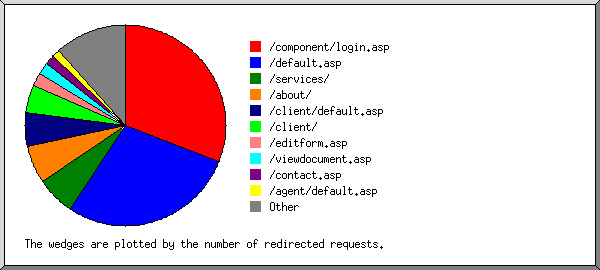 /component/login.asp
/default.asp
/services/
/about/
/client/default.asp
/client/
/editform.asp
/viewdocument.asp
/contact.asp
/agent/default.asp
Other
The wedges are plotted by the number of redirected requests.